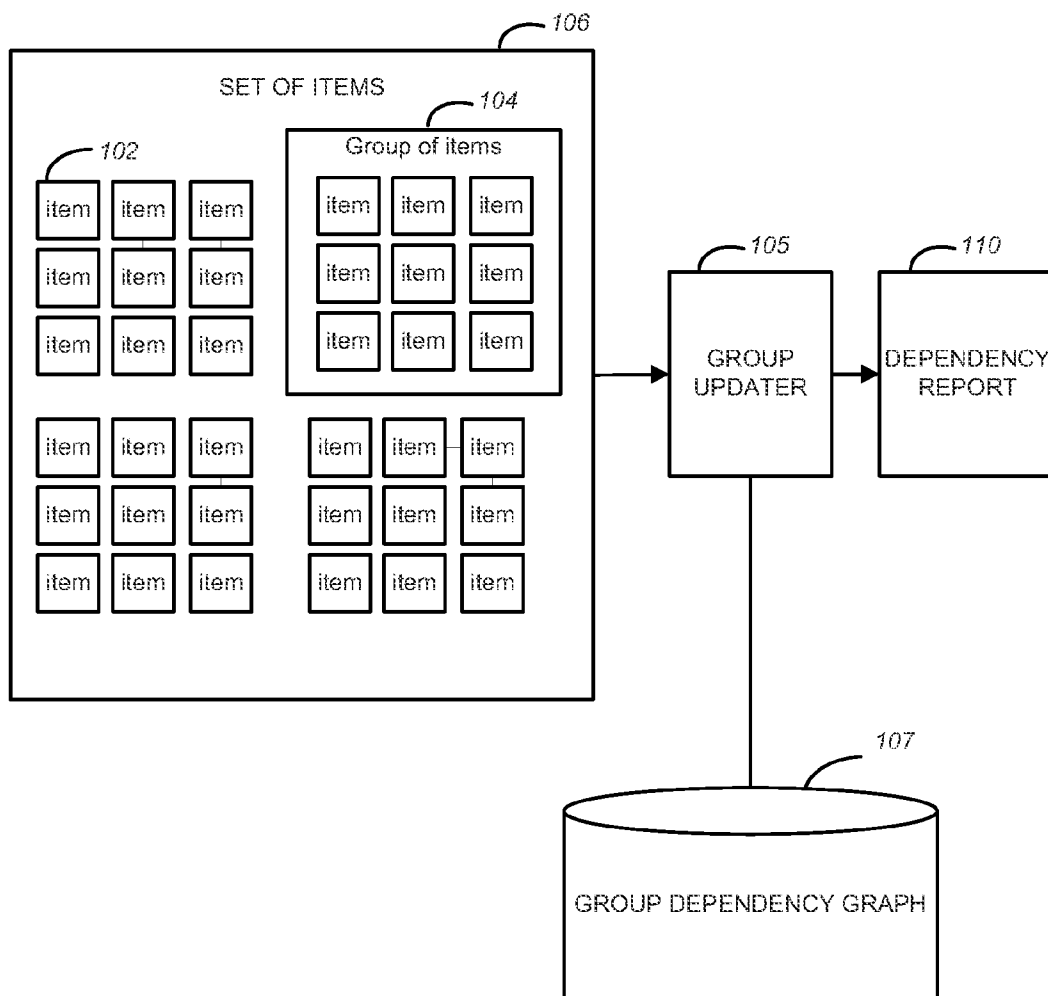 106
SET OF ITEMS
104
Group of items
102
item item item
item item item
item item item
item item item
item item item
item item item
105
110
GROUP
UPDATER
DEPENDENCY
REPORT
item item item
item item item
item item item
item item item
item item item
item item item
107
GROUP DEPENDENCY GRAPH